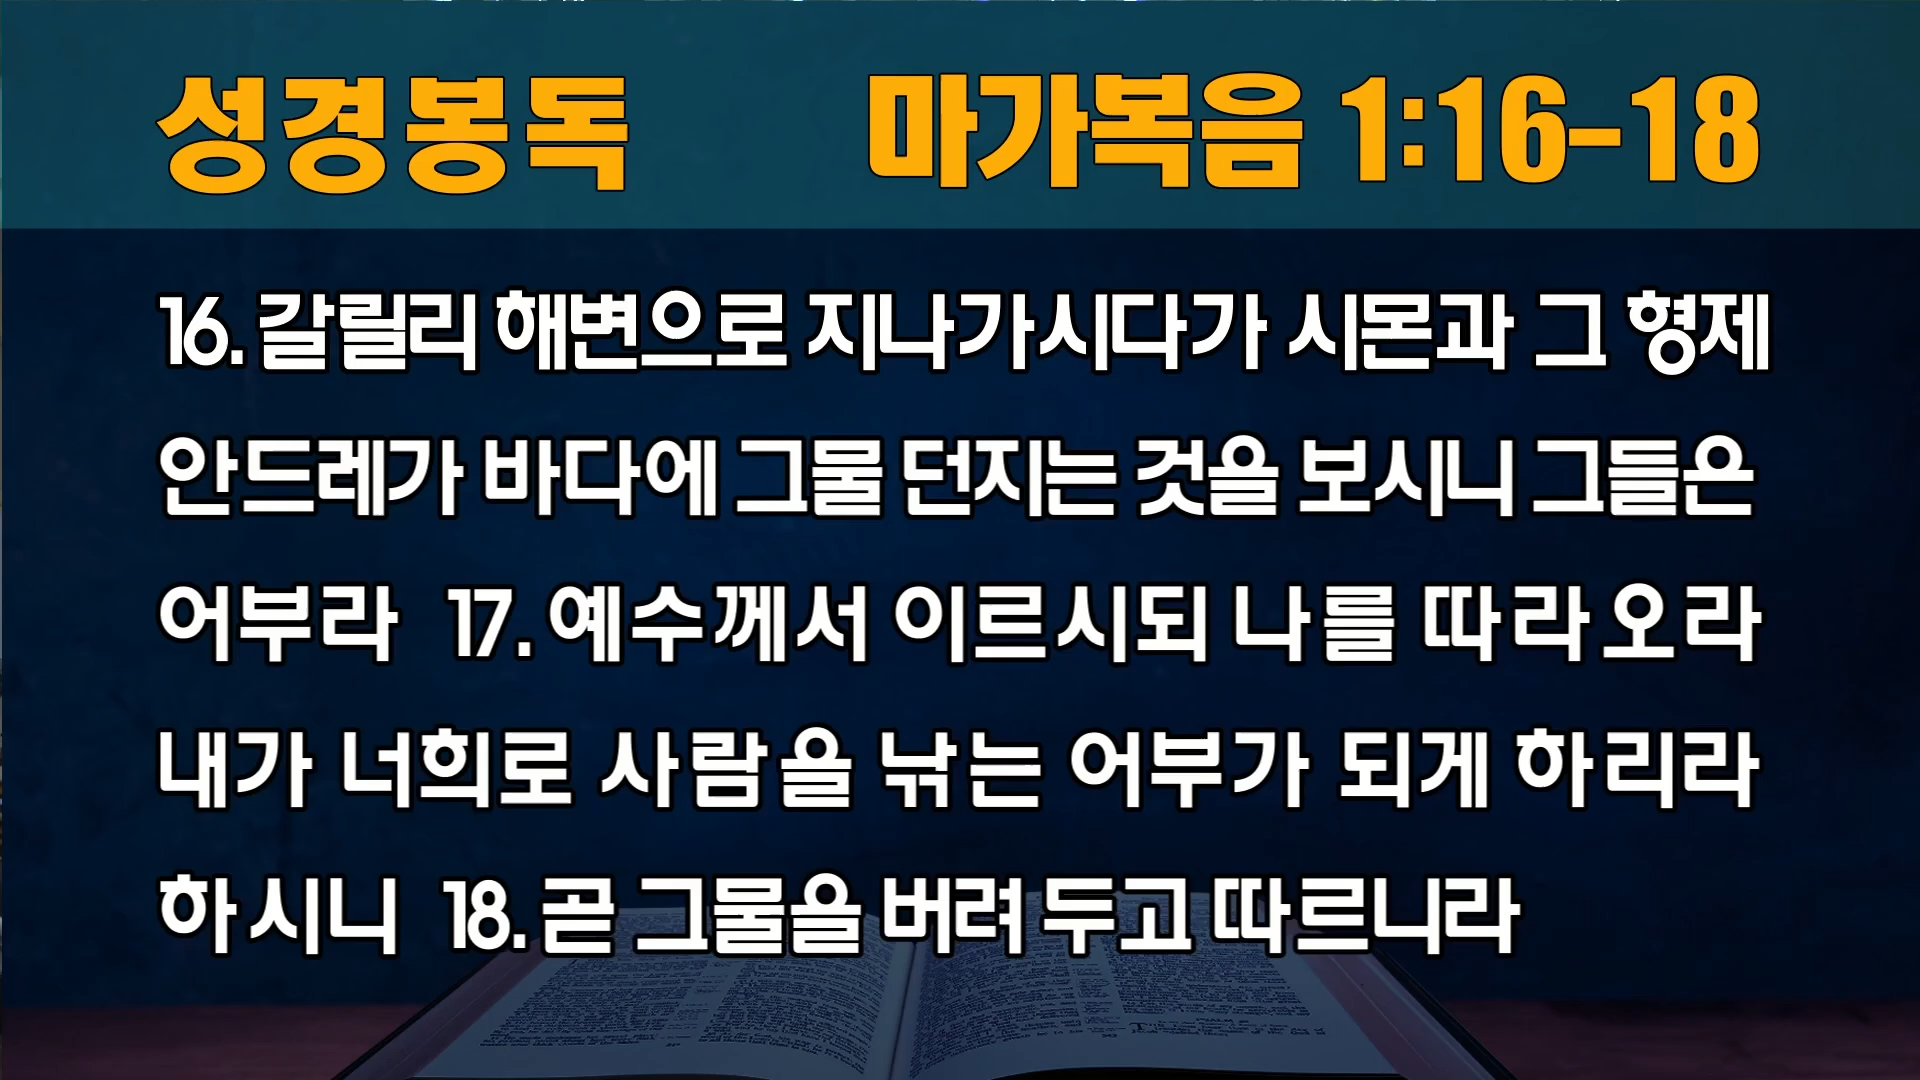 성경봉독 마가복음 1:16-18
16. 갈릴리 해변으로 지나가시다가 시몬과 그 형제
안드레가 바다에 그물 던지는 것을 보시니 그들은
어부라 17. 예수께서 이르시되 나를 따라오라
내가 너희로 사람을 낚는 어부가 되게 하리라
하시니 18. 곧 그물을 버려 두고 따르니라